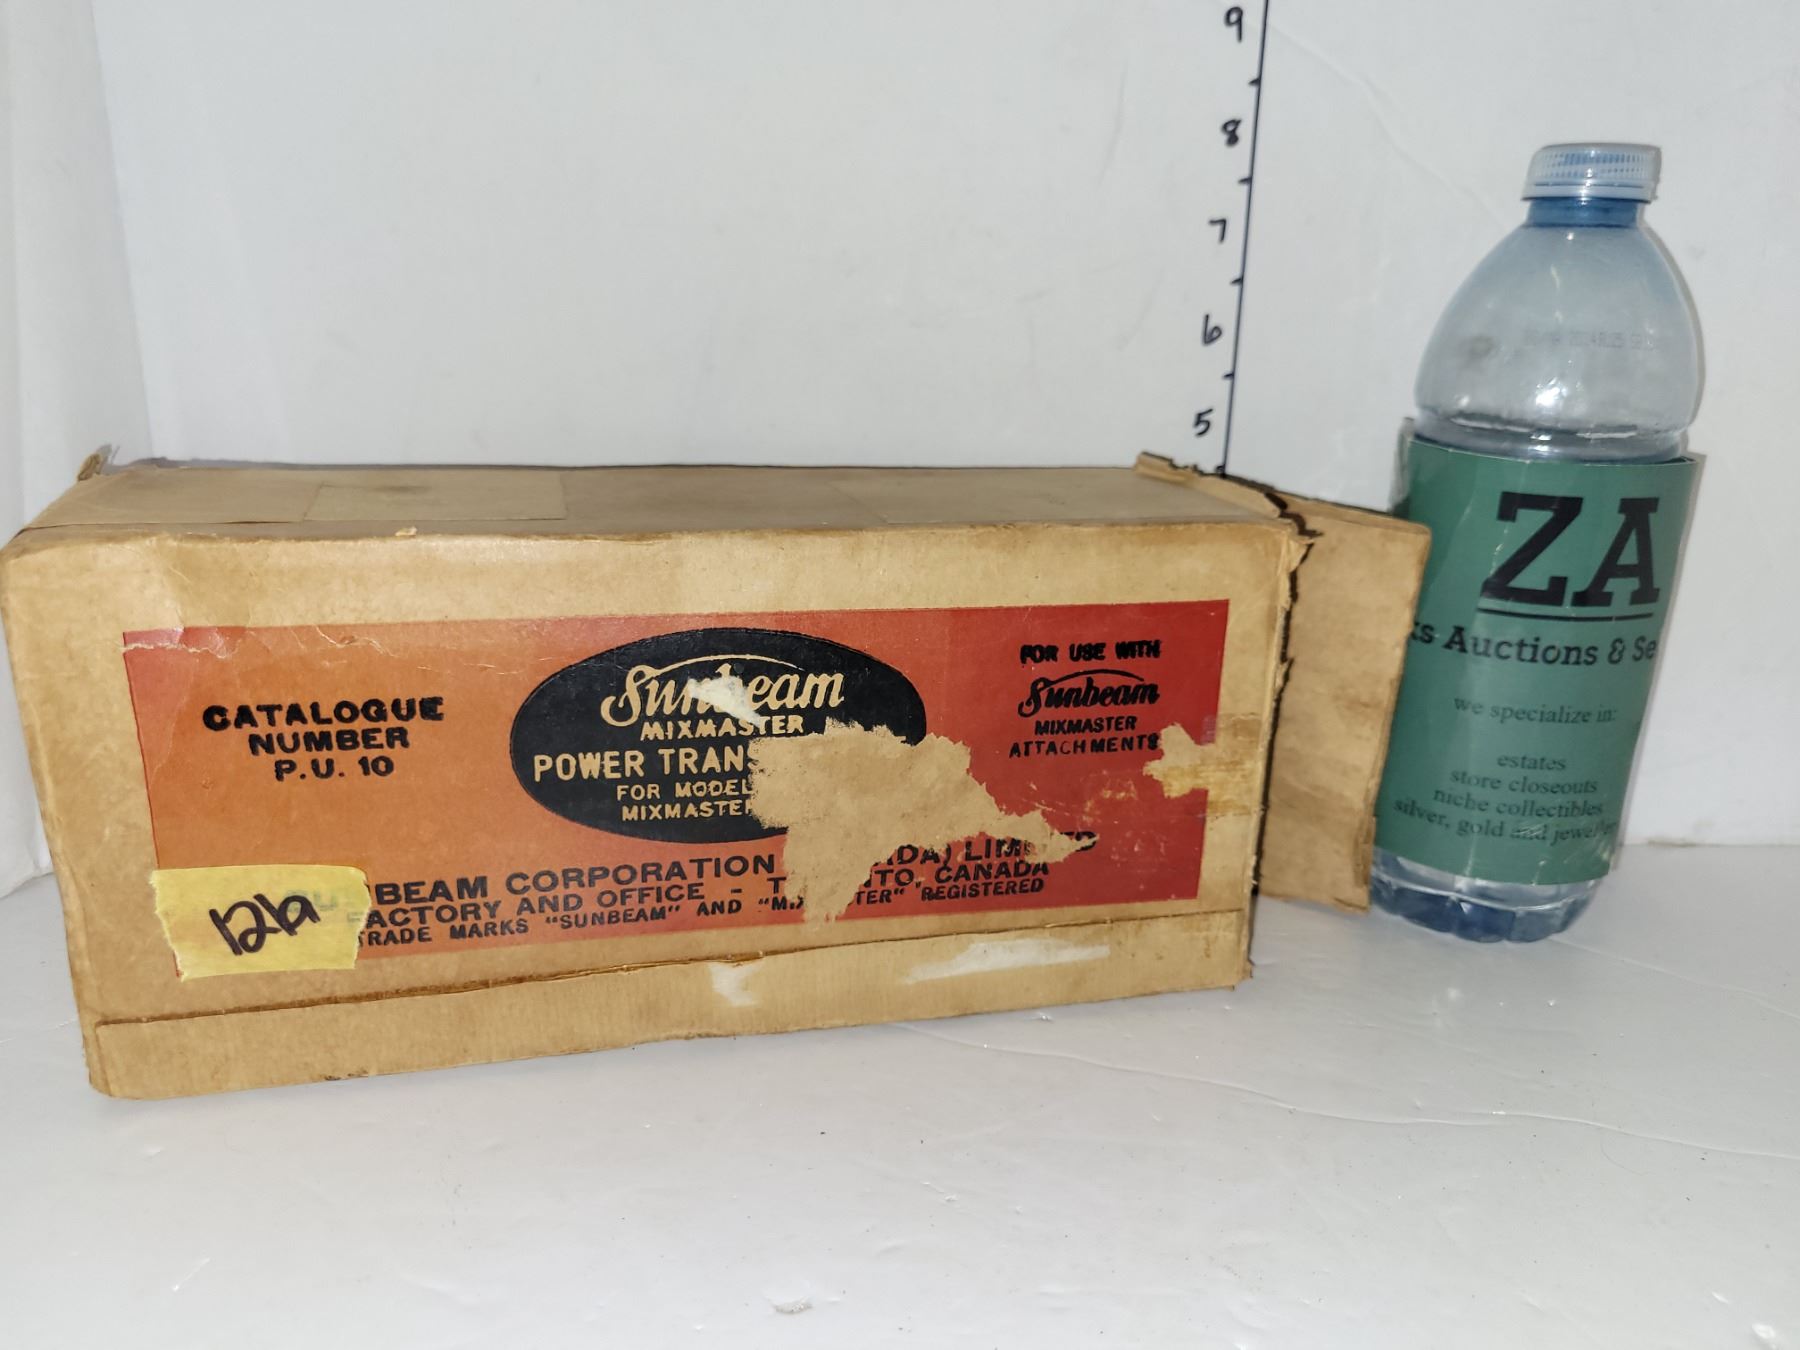 9
8
7
6
5
CATALOGUE
NUMBER
P.U. 10
Sunbeam
MIXMASTER
POWER TRANS
FOR MODEL
MIXMASTER
FOR USE WITH
Sunbeam
MIXMASTER
ATTACHMENTS
BEAM CORPORATION LIMITED
FACTORY AND OFFICE - CANADA
TRADE MARKS "SUNBEAM" AND REGISTERED
121a
ZA
Auctions & Se
we specialize in:
estates
store closeouts
niche collectibles
silver, gold and